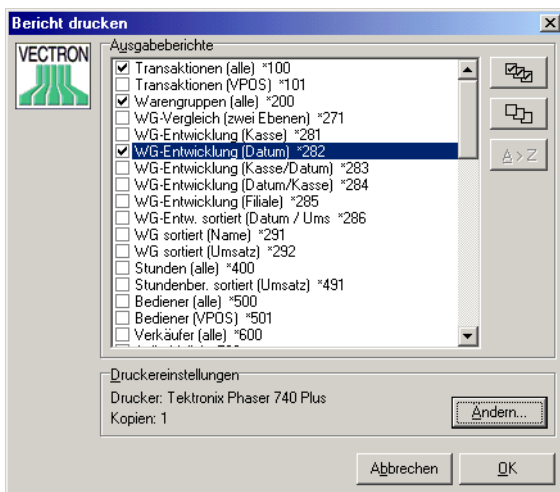 Bericht drucken
VECTRON
Ausgabeberichte
Transaktionen (alle) *100
Transaktionen (VPOS) *101
Warengruppen (alle) *200
WG-Vergleich (zwei Ebenen) *271
WG-Entwicklung (Kasse) *281
WG-Entwicklung (Datum) *282
WG-Entwicklung (Kasse/Datum) *283
WG-Entwicklung (Datum/Kasse) *284
WG-Entwicklung (Filiale) *285
WG-Entw. sortiert (Datum / Ums *286
WG sortiert (Name) *291
WG sortiert (Umsatz) *292
Stunden (alle) *400
Stundenber. sortiert (Umsatz) *491
Bediener (alle) *500
Bediener (VPOS) *501
Verkäufer (alle) *600
A>Z
Druckereinstellungen
Drucker: Tektronix Phaser 740 Plus
Kopien: 1
Ändern...
Abbrechen
OK